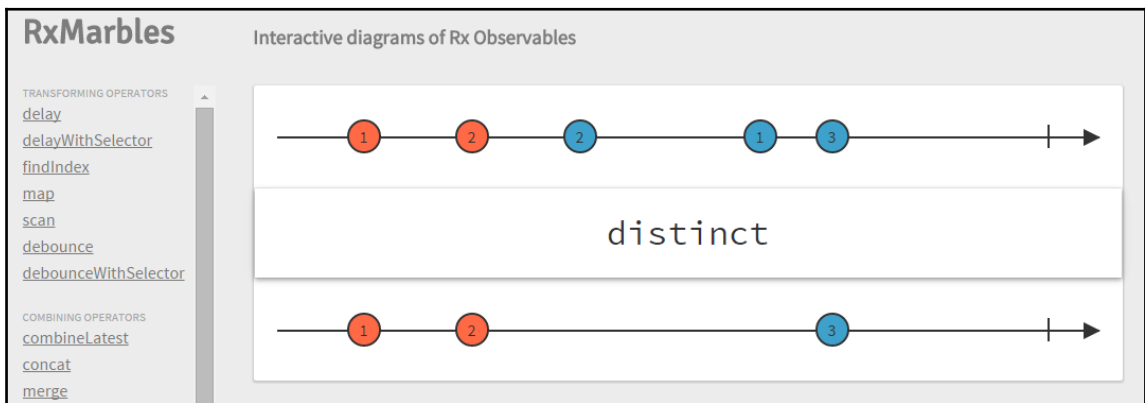 RxMarbles
Interactive diagrams of Rx Observables
TRANSFORMING OPERATORS
delay
delayWithSelector
findIndex
map
scan
debounce
debounceWithSelector
COMBINING OPERATORS
combineLatest
concat
merge
1 2 2 1 3
distinct
1 2 3